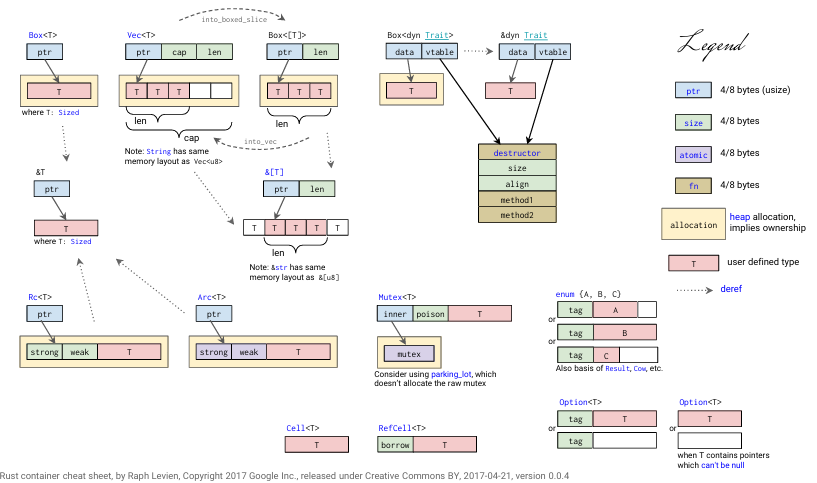 into_boxed_slice
Box<T>
Vec<T>
Box<[T]>
Box<dyn Trait>
&dyn Trait
Legend
ptr
ptr cap len
ptr len
data vtable
data vtable
T
T T T
T T T
T
T
ptr 4/8 bytes (usize)
where T: Sized
len
cap
len
into_vec
size 4/8 bytes
Note: String has same
memory layout as Vec<u8>
destructor
size
align
method1
method2
atomic 4/8 bytes
fn 4/8 bytes
&T
ptr
T
where T: Sized
&[T]
ptr len
T T T T T
len
Note: &str has same
memory layout as &[u8]
allocation
heap allocation,
implies ownership
T user defined type
deref
Rc<T>
ptr
strong weak T
Arc<T>
ptr
strong weak T
Mutex<T>
inner poison T
mutex
Consider using parking_lot, which
doesn't allocate the raw mutex
enum {A, B, C}
tag A
or
tag B
or
tag C
Also basis of Result, Cow, etc.
Cell<T>
T
RefCell<T>
borrow T
Option<T>
tag T
or
tag
Option<T>
T
or
when T contains pointers
which can't be null
Rust container cheat sheet, by Raph Levien, Copyright 2017 Google Inc., released under Creative Commons BY, 2017-04-21, version 0.0.4